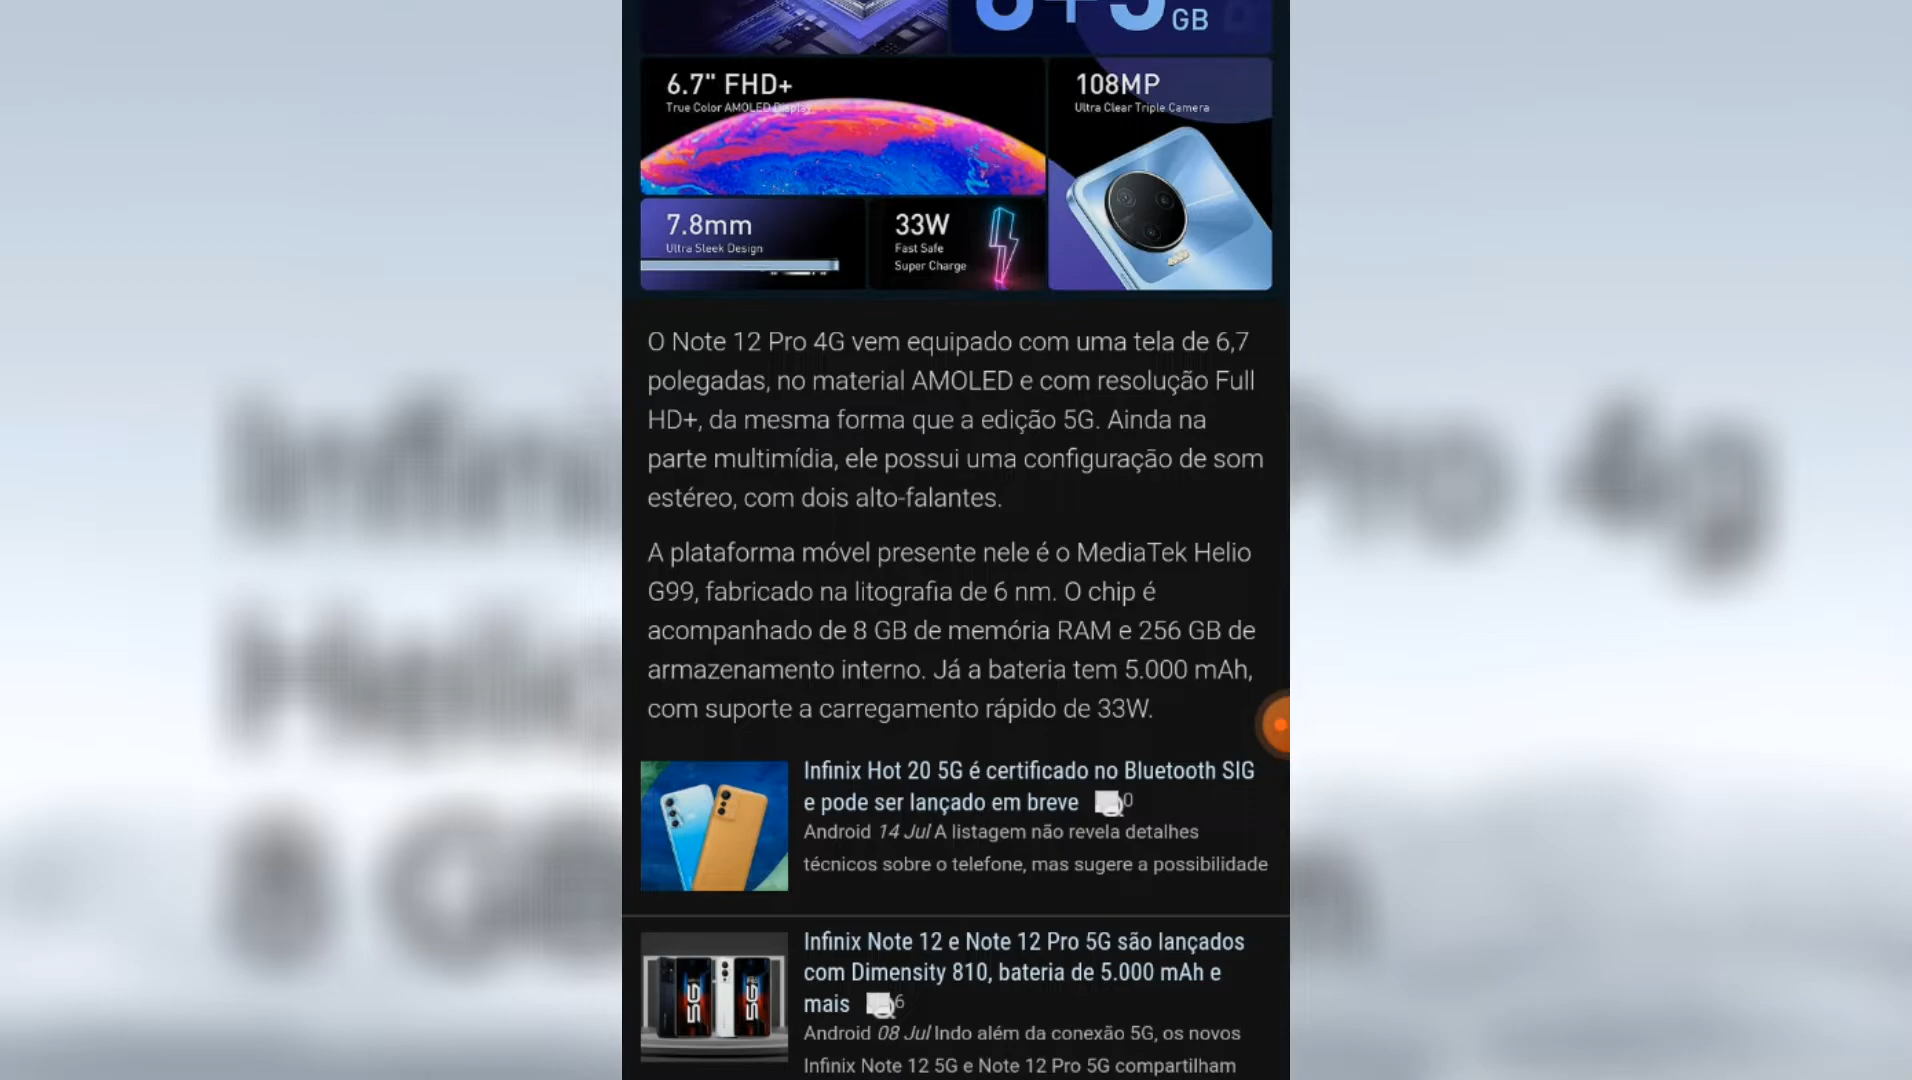 GB
6.7" FHD+
True Color AMOLED Display
108MP
Ultra Clear Triple Camera
7.8mm
Ultra Sleek Design
33W
Fast Safe
Super Charge
O Note 12 Pro 4G vem equipado com uma tela de 6,7
polegadas, no material AMOLED e com resolução Full
HD+, da mesma forma que a edição 5G. Ainda na
parte multimídia, ele possui uma configuração de som
estéreo, com dois alto-falantes.
A plataforma móvel presente nele é o MediaTek Helio
G99, fabricado na litografia de 6 nm. O chip é
acompanhado de 8 GB de memória RAM e 256 GB de
armazenamento interno. Já a bateria tem 5.000 mAh,
com suporte a carregamento rápido de 33W.
Infinix Hot 20 5G é certificado no Bluetooth SIG
e pode ser lançado em breve 0
Android 14 Jul A listagem não revela detalhes
técnicos sobre o telefone, mas sugere a possibilidade
Infinix Note 12 e Note 12 Pro 5G são lançados
com Dimensity 810, bateria de 5.000 mAh e
mais 6
Android 08 Jul Indo além da conexão 5G, os novos
Infinix Note 12 5G e Note 12 Pro 5G compartilham
5G 5G
Pro 4g